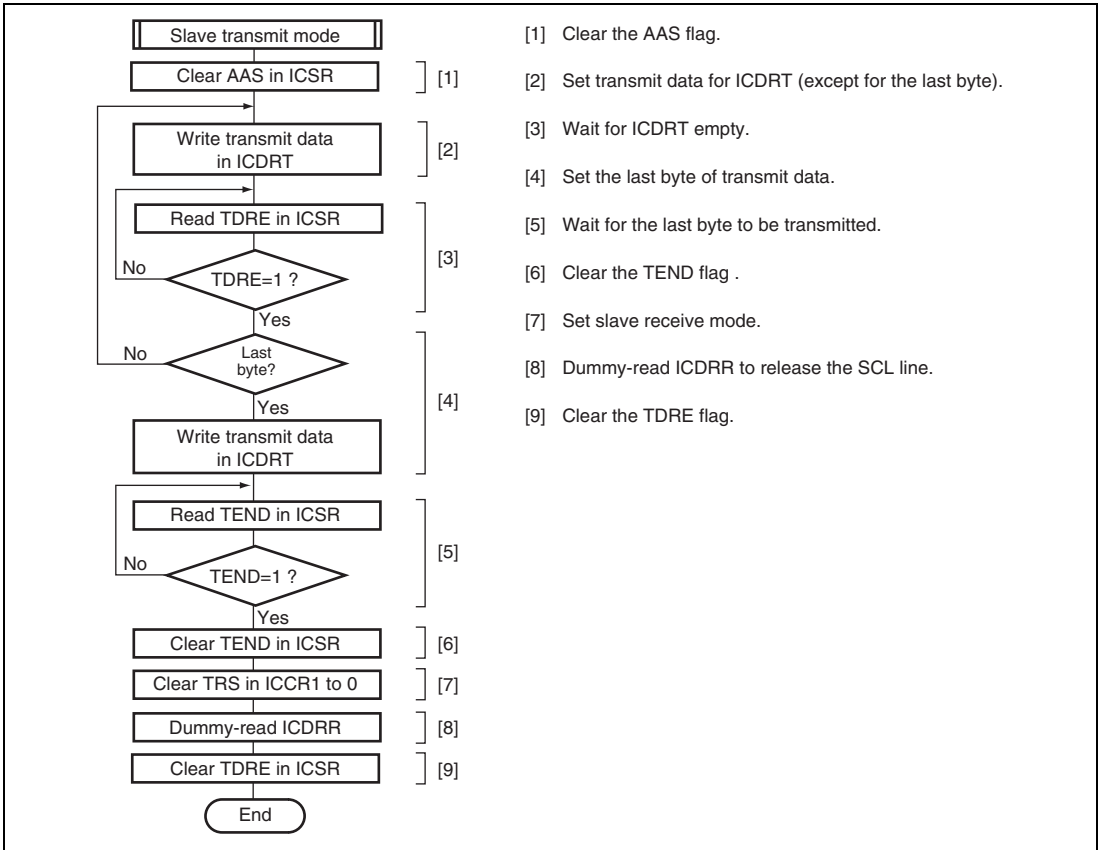 Slave transmit mode
Clear AAS in ICSR
[1]
Write transmit data
in ICDRT
[2]
Read TDRE in ICSR
[3]
No
TDRE=1 ?
Yes
No
Last
byte?
[4]
Yes
Write transmit data
in ICDRT
Read TEND in ICSR
[5]
No
TEND=1 ?
Yes
Clear TEND in ICSR
[6]
Clear TRS in ICCR1 to 0
[7]
Dummy-read ICDRR
[8]
Clear TDRE in ICSR
[9]
End
[1] Clear the AAS flag.
[2] Set transmit data for ICDRT (except for the last byte).
[3] Wait for ICDRT empty.
[4] Set the last byte of transmit data.
[5] Wait for the last byte to be transmitted.
[6] Clear the TEND flag .
[7] Set slave receive mode.
[8] Dummy-read ICDRR to release the SCL line.
[9] Clear the TDRE flag.